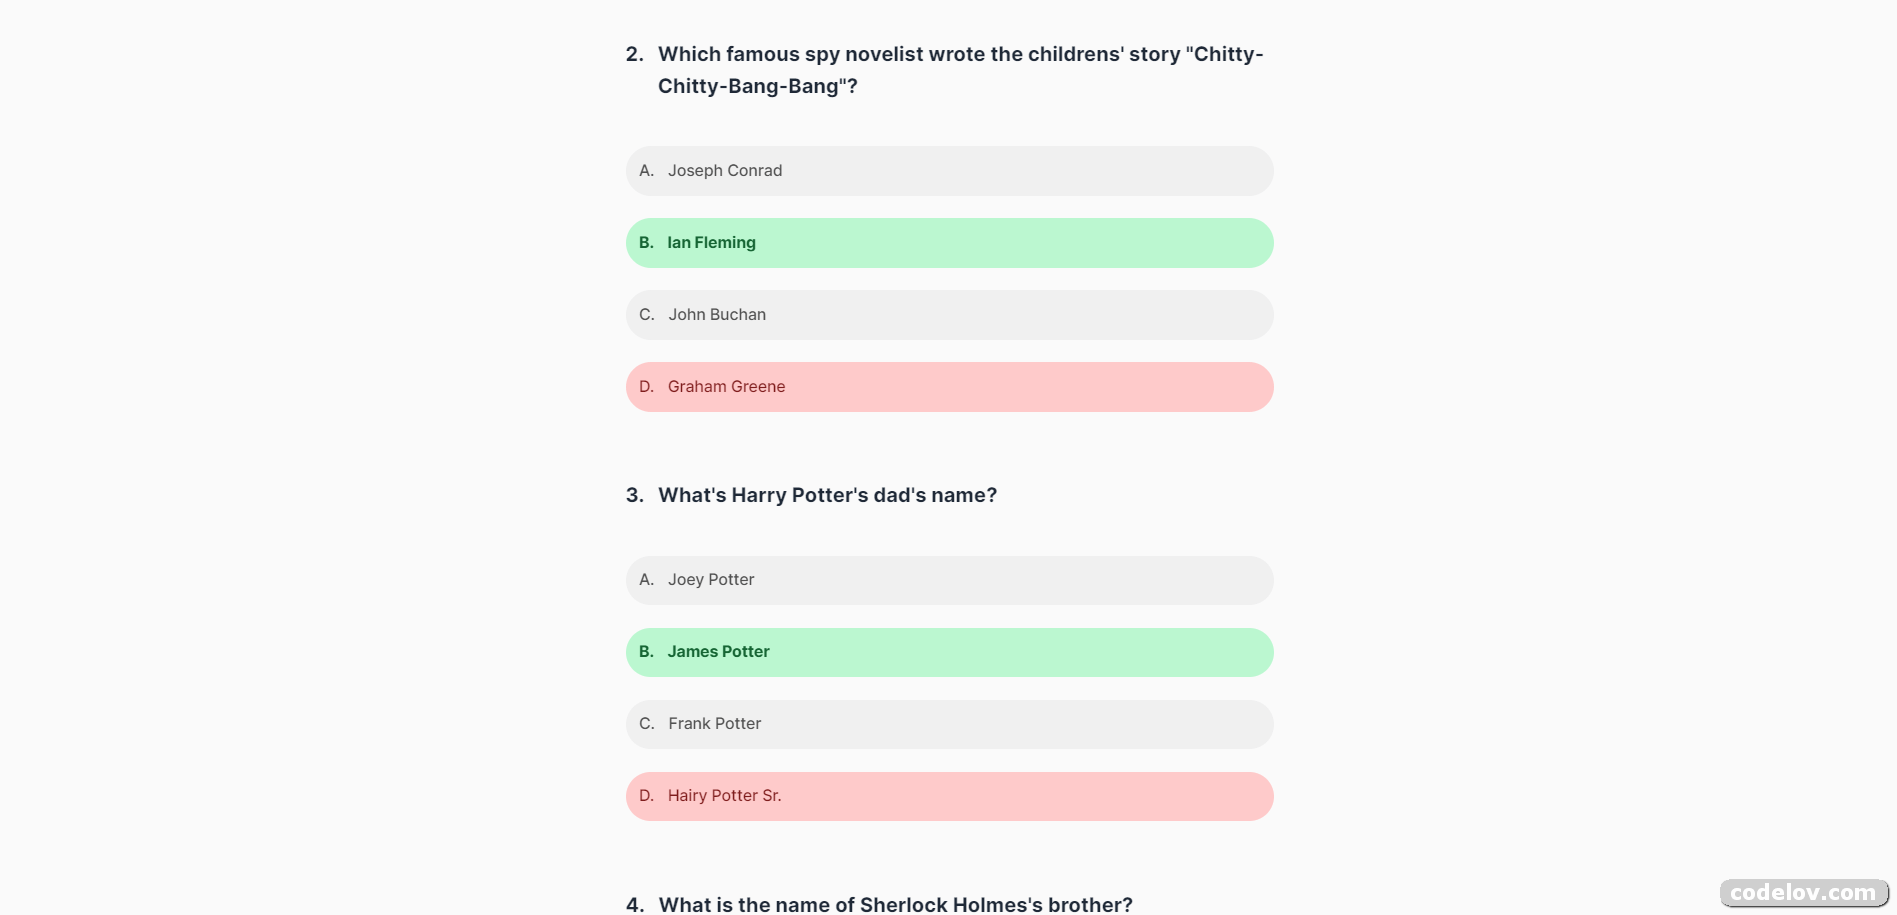 2. Which famous spy novelist wrote the childrens' story "Chitty-
Chitty-Bang-Bang"?
A. Joseph Conrad
B. Ian Fleming
C. John Buchan
D. Graham Greene
3. What's Harry Potter's dad's name?
A. Joey Potter
B. James Potter
C. Frank Potter
D. Hairy Potter Sr.
4. What is the name of Sherlock Holmes's brother?
codelov.com